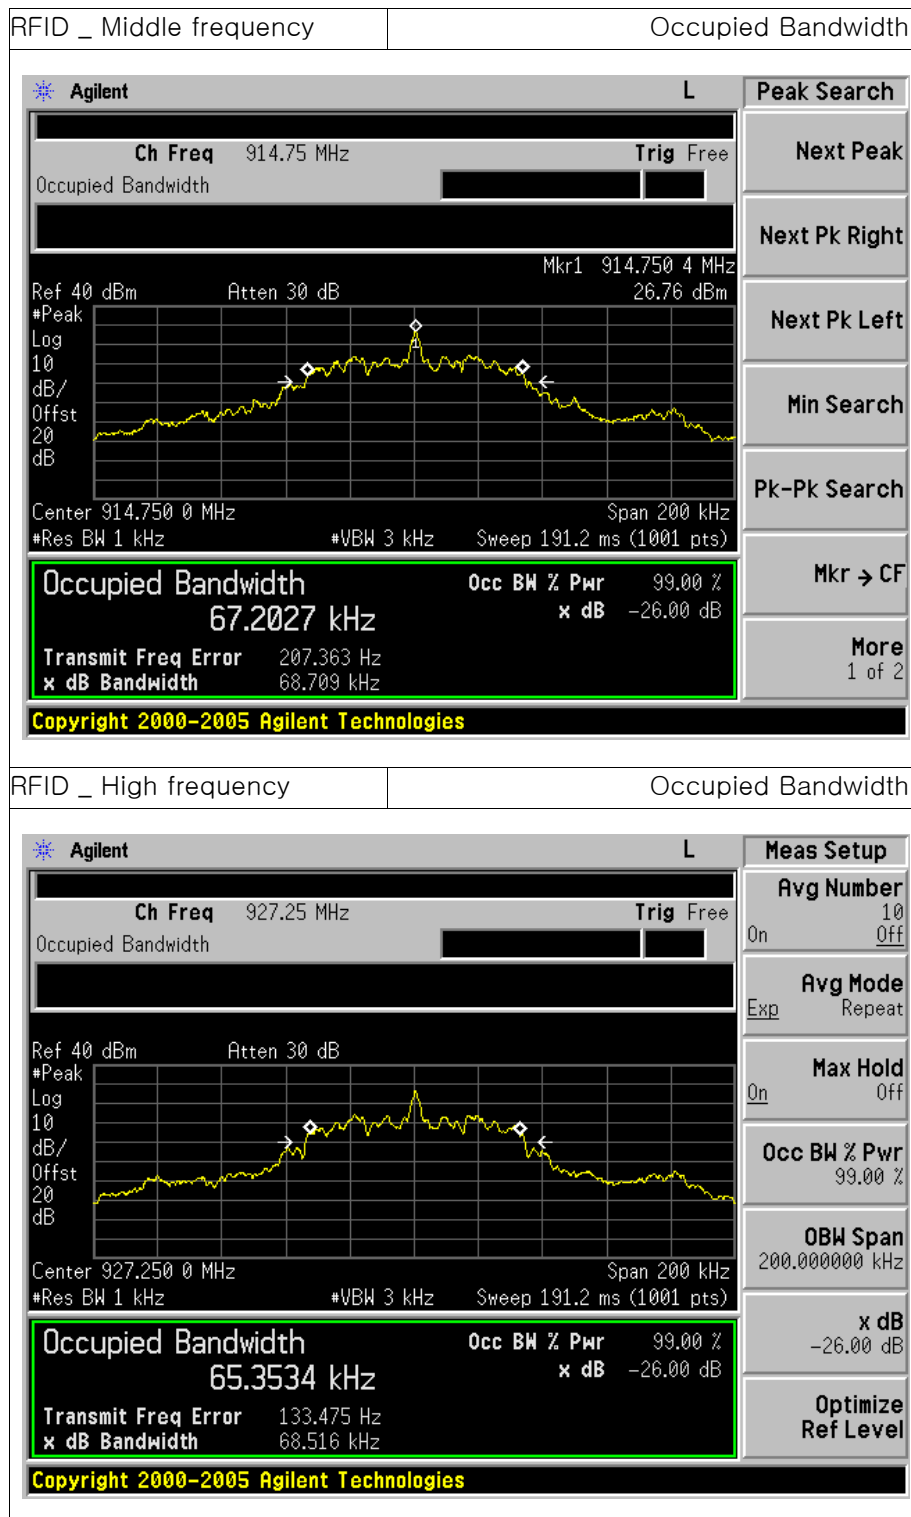 RFID _ Middle frequency Occupied Bandwidth
Agilent L Peak Search
Ch Freq 914.75 MHz Trig Free
Occupied Bandwidth
Next Peak
Next Pk Right
Next Pk Left
Min Search
Pk-Pk Search
Mkr → CF
More
1 of 2
Mkr1 914.750 4 MHz
Ref 40 dBm Atten 30 dB 26.76 dBm
#Peak
Log
10
dB/
Offst
20
dB
1
Center 914.750 0 MHz Span 200 kHz
#Res BW 1 kHz #VBW 3 kHz Sweep 191.2 ms (1001 pts)
Occupied Bandwidth Occ BW % Pwr 99.00 %
67.2027 kHz x dB -26.00 dB
Transmit Freq Error 207.363 Hz
x dB Bandwidth 68.709 kHz
Copyright 2000-2005 Agilent Technologies
RFID _ High frequency Occupied Bandwidth
Agilent L Meas Setup
Ch Freq 927.25 MHz Trig Free
Occupied Bandwidth
Avg Number
10
On Off
Avg Mode
Exp Repeat
Max Hold
On Off
Occ BW % Pwr
99.00 %
OBW Span
200.000000 kHz
x dB
-26.00 dB
Optimize
Ref Level
Ref 40 dBm Atten 30 dB
#Peak
Log
10
dB/
Offst
20
dB
Center 927.250 0 MHz Span 200 kHz
#Res BW 1 kHz #VBW 3 kHz Sweep 191.2 ms (1001 pts)
Occupied Bandwidth Occ BW % Pwr 99.00 %
65.3534 kHz x dB -26.00 dB
Transmit Freq Error 133.475 Hz
x dB Bandwidth 68.516 kHz
Copyright 2000-2005 Agilent Technologies